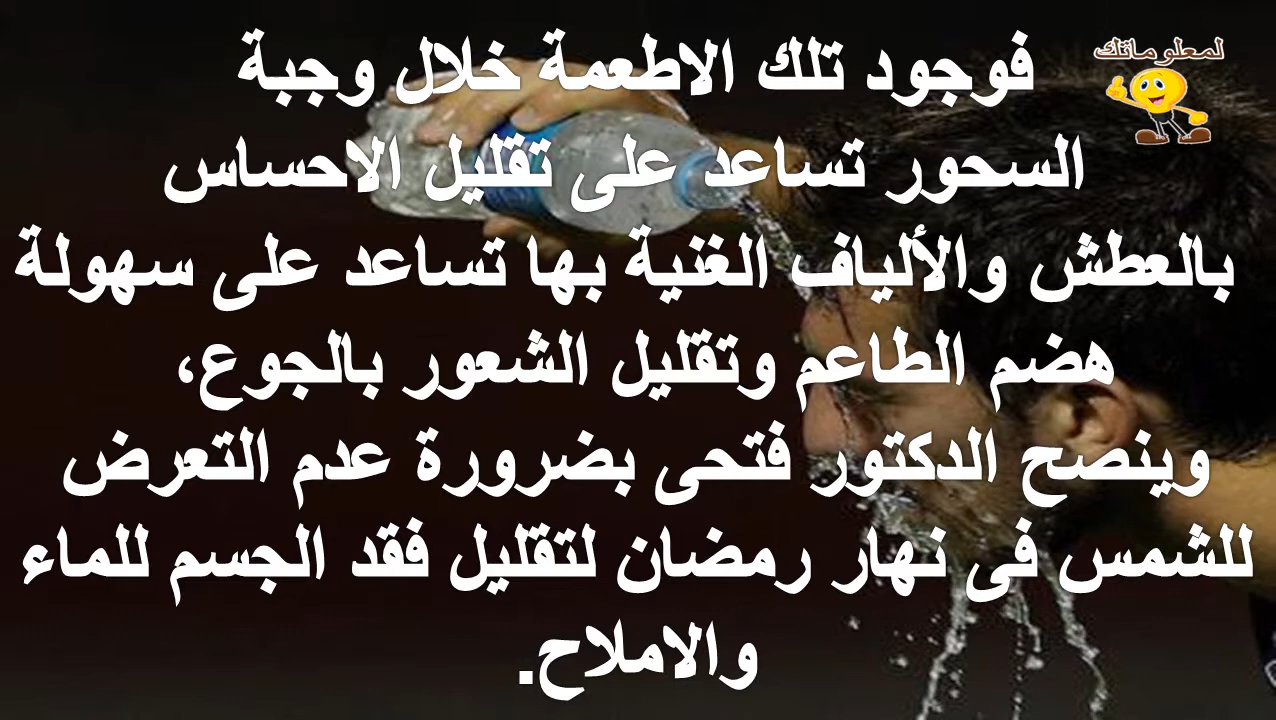 لمعلوماتك
فوجود تلك الاطعمة خلال وجبة
السحور تساعد على تقليل الاحساس
بالعطش والألياف الغنية بها تساعد على سهولة
هضم الطاعم وتقليل الشعور بالجوع،
وينصح الدكتور فتحى بضرورة عدم التعرض
للشمس فى نهار رمضان لتقليل فقد الجسم للماء
والاملاح.